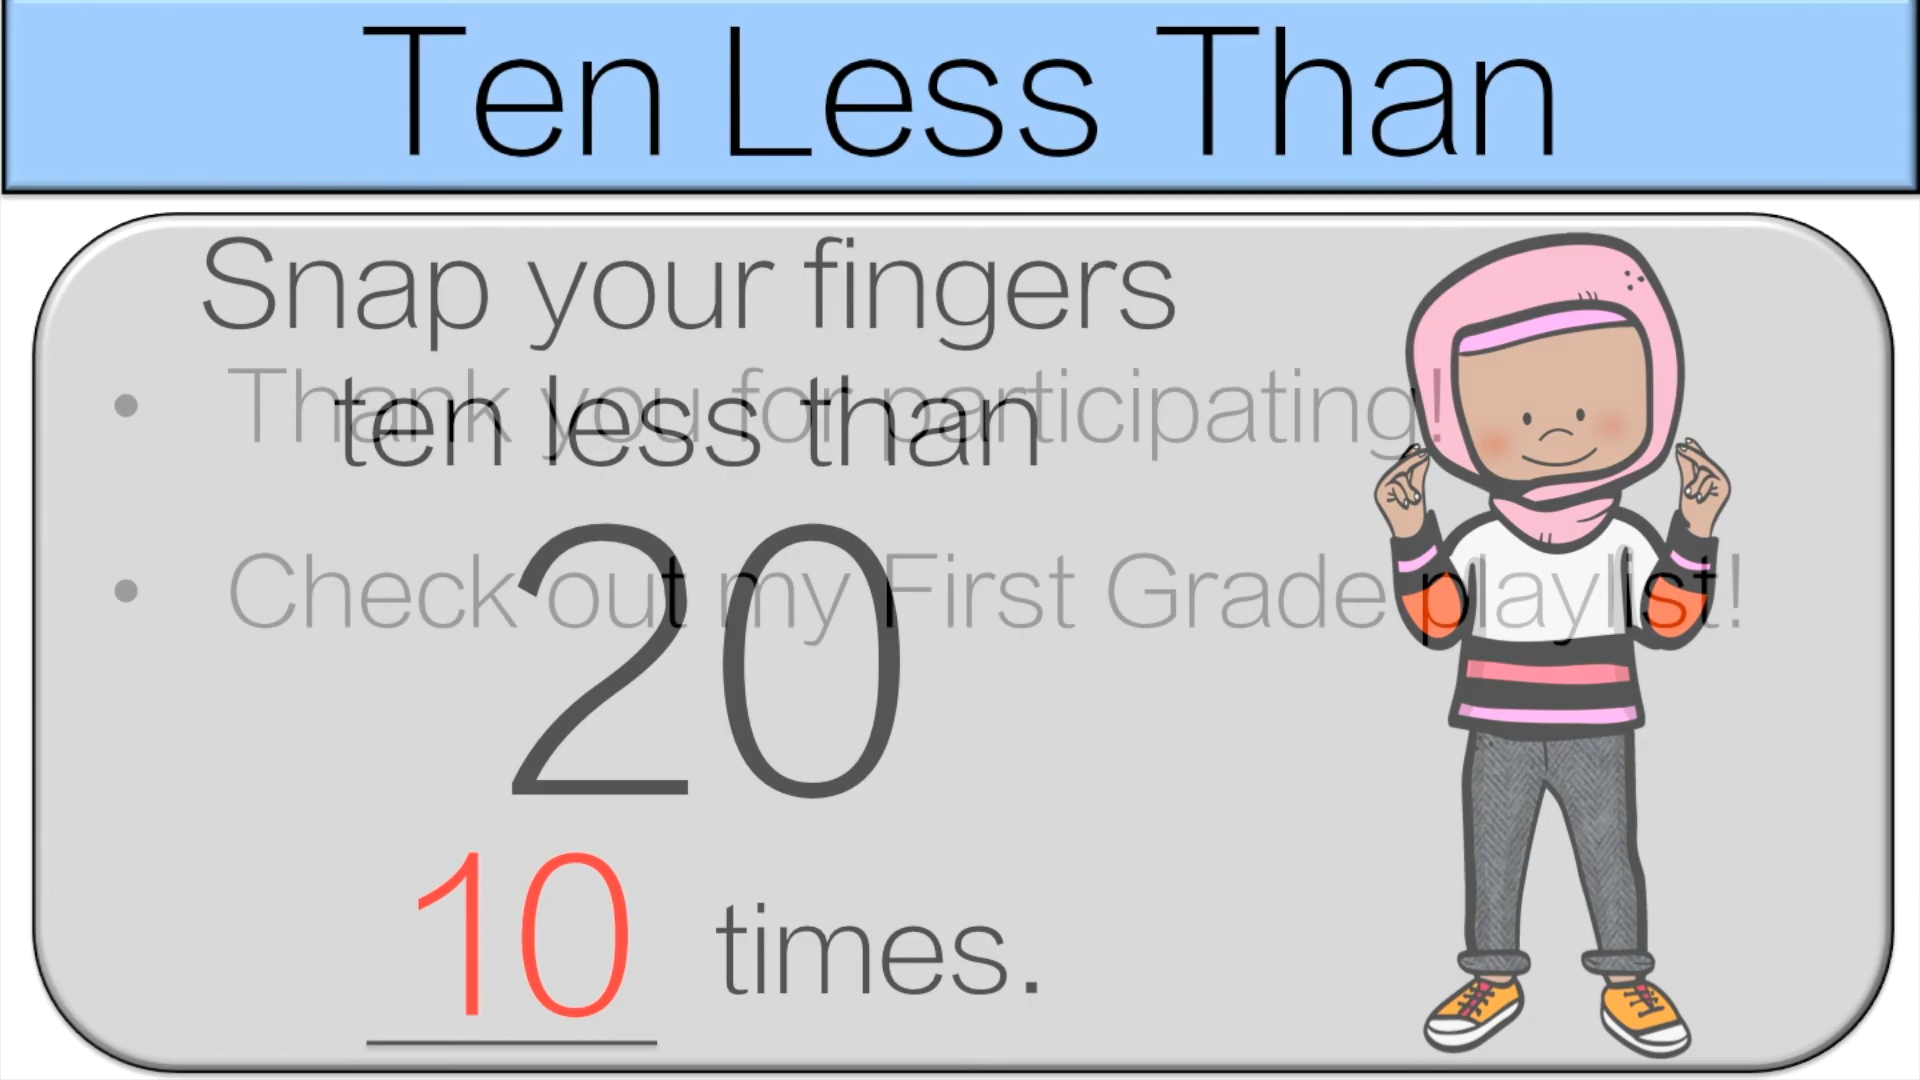 Ten Less Than
Snap your fingers
ten less than
20
10 times.
• Thank you for participating!
• Check out my First Grade playlist!